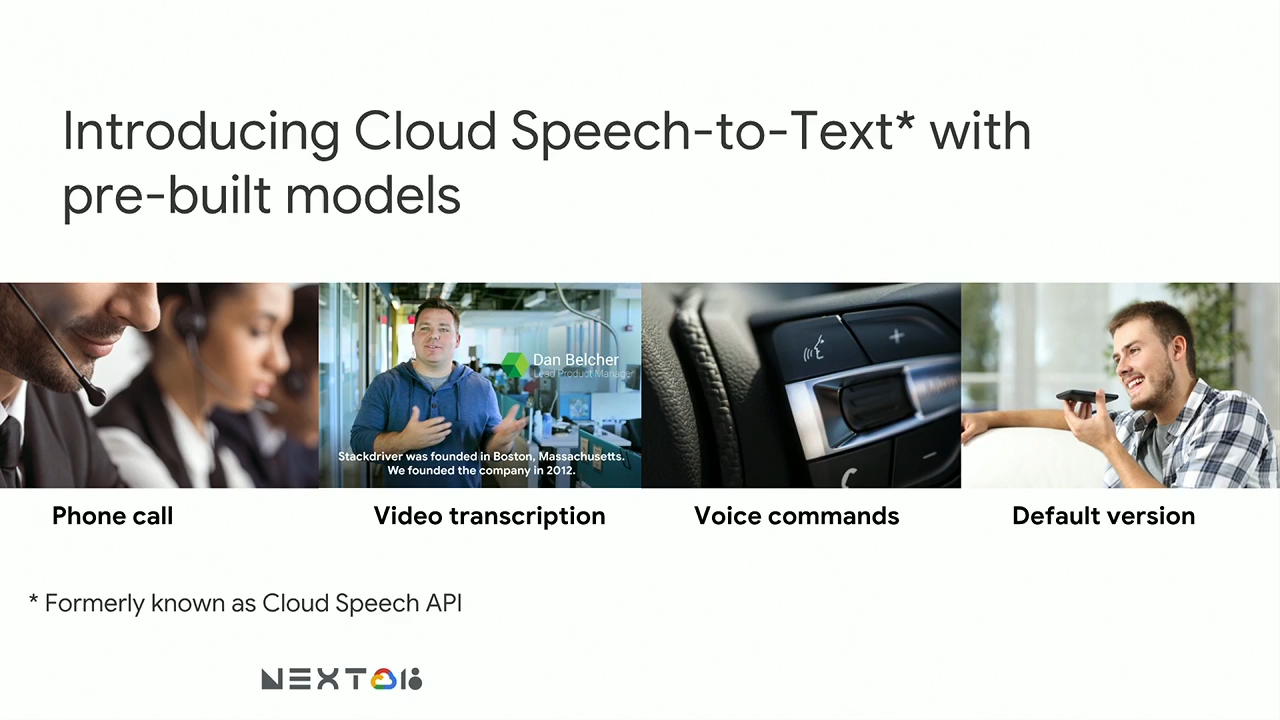 Introducing Cloud Speech-to-Text* with
pre-built models
Dan Belcher
Lead Product Manager
Stackdriver was founded in Boston, Massachusetts.
We founded the company in 2012.
Phone call
Video transcription
Voice commands
Default version
* Formerly known as Cloud Speech API
NEXT 18